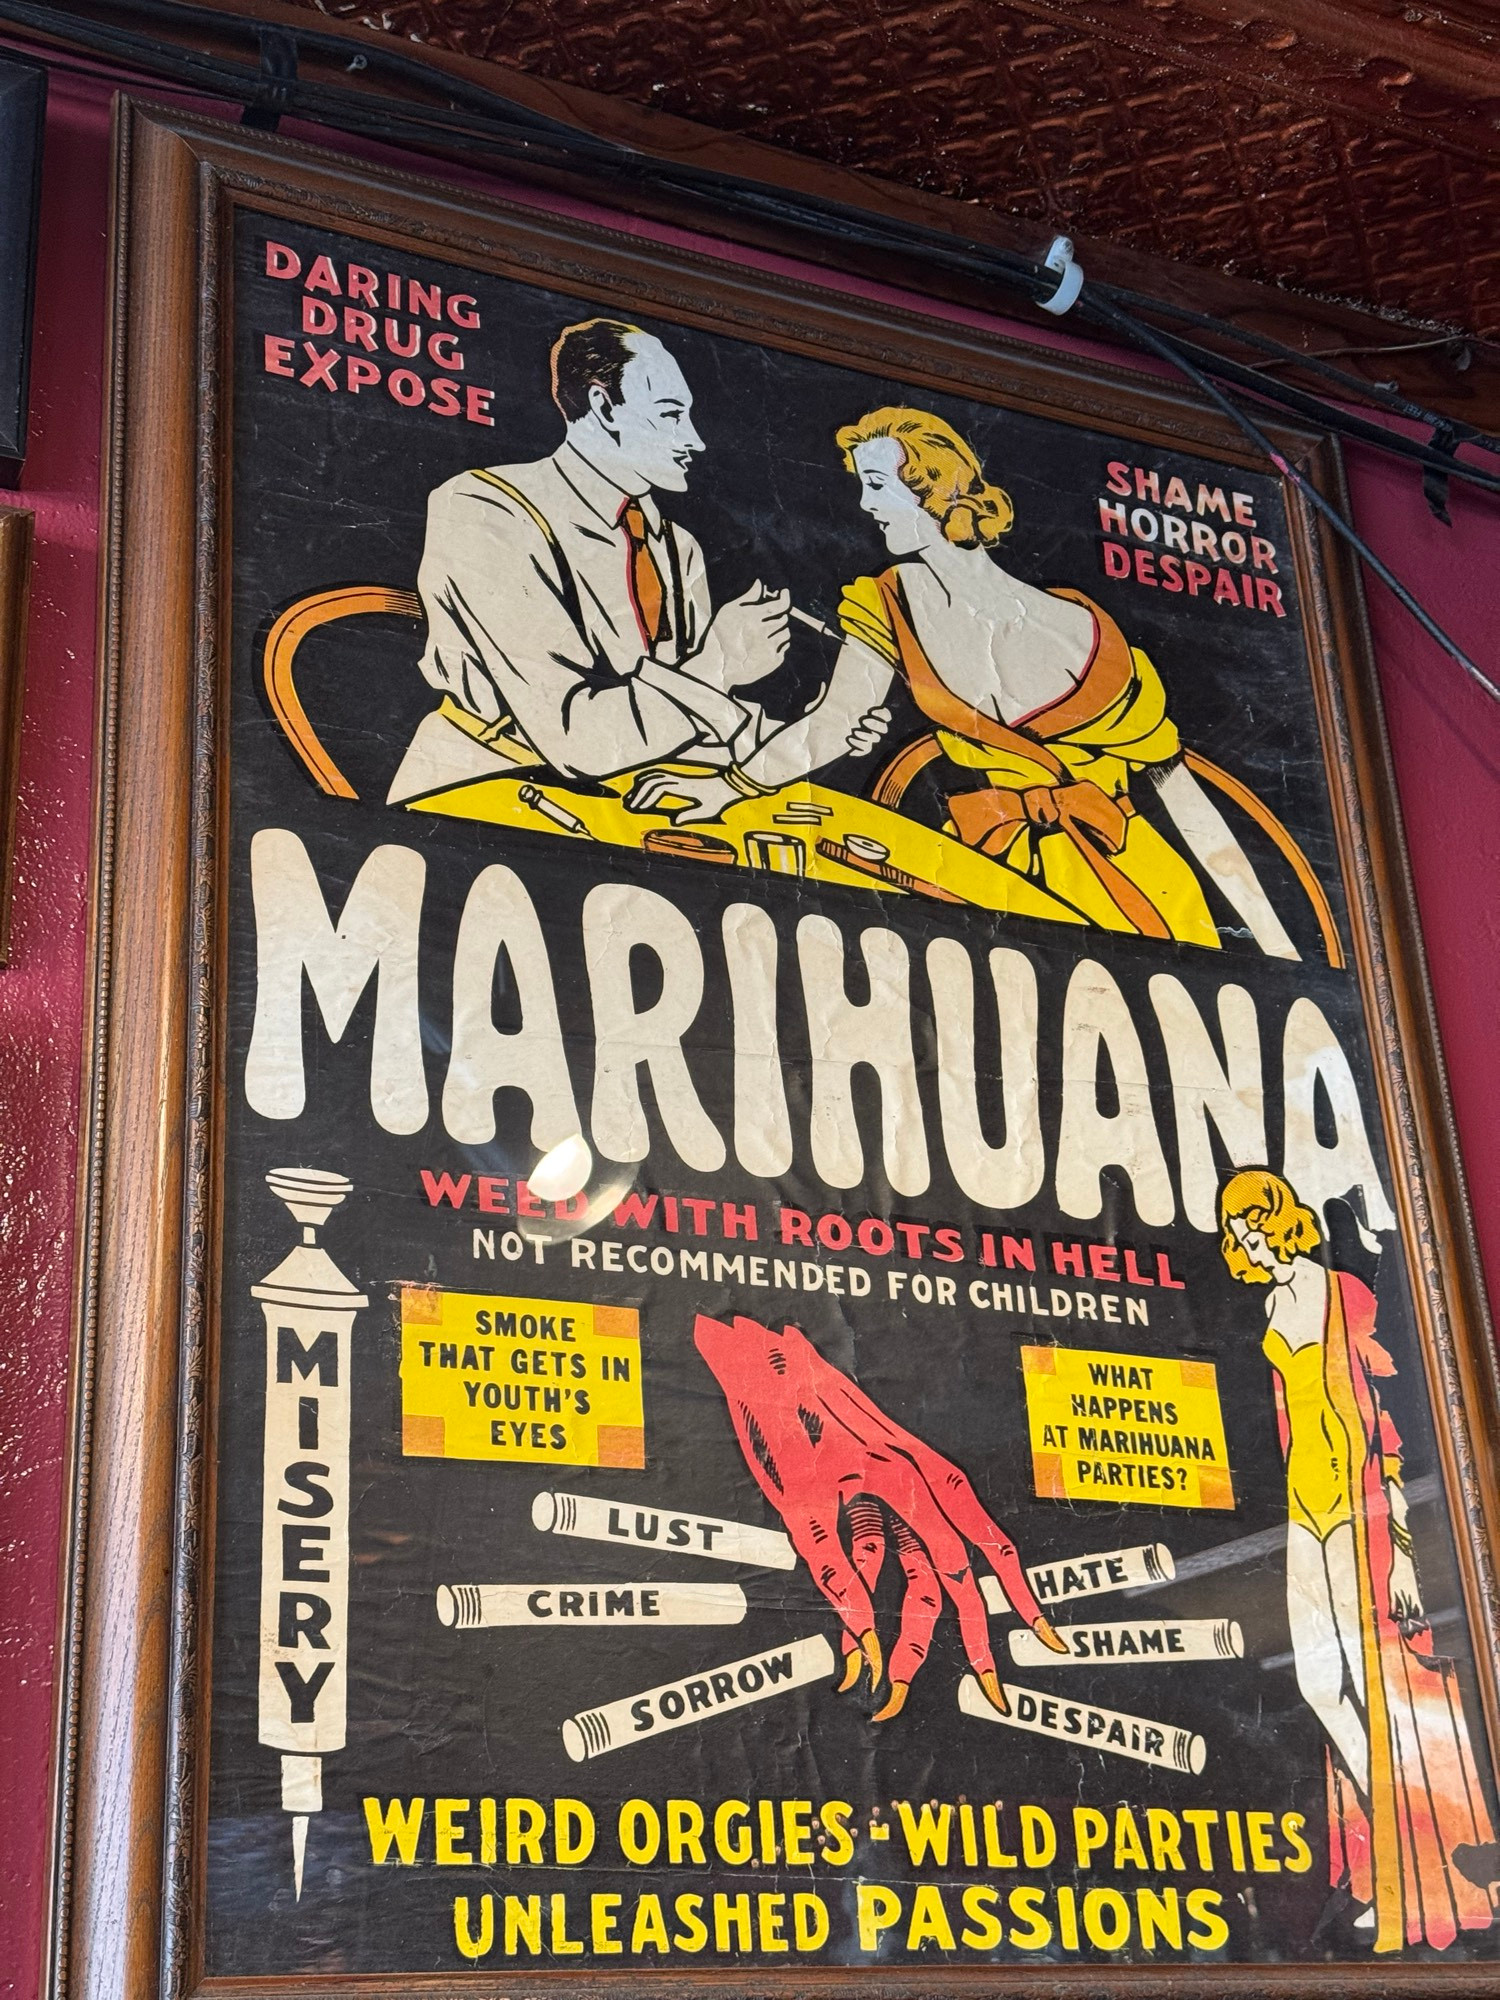 DARING
DRUG
EXPOSE
SHAME
HORROR
DESPAIR
MARIHUANA
WEED WITH ROOTS IN HELL
NOT RECOMMENDED FOR CHILDREN
MISERY
SMOKE
THAT GETS IN
YOUTH'S
EYES
WHAT
HAPPENS
AT MARIHUANA
PARTIES?
LUST
CRIME
SORROW
HATE
SHAME
DESPAIR
WEIRD ORGIES - WILD PARTIES
UNLEASHED PASSIONS